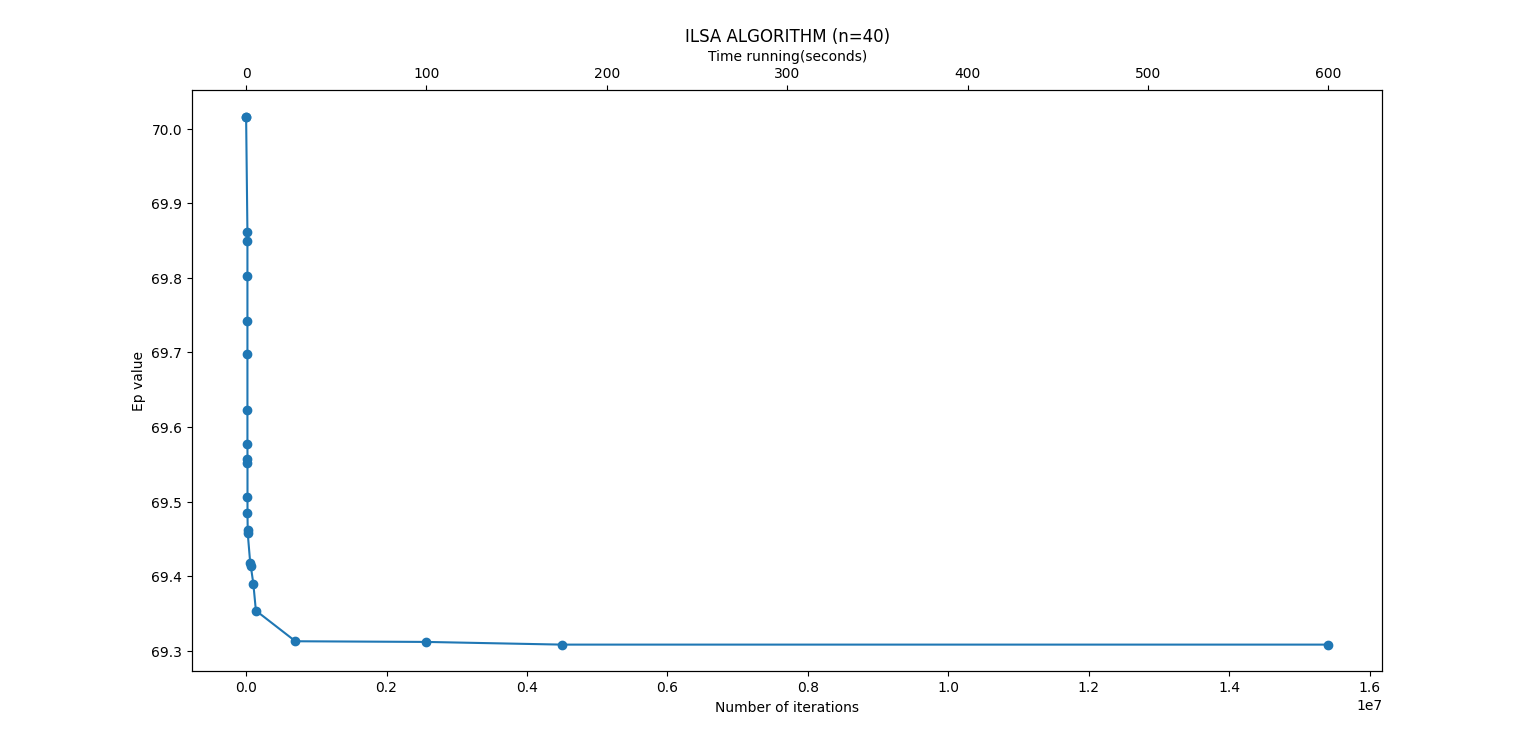 ILSA ALGORITHM (n=40)
Time running(seconds)
0 100 200 300 400 500 600
70.0
69.9
69.8
69.7
69.6
69.5
69.4
69.3
Ep value
0.0 0.2 0.4 0.6 0.8 1.0 1.2 1.4 1.6
1e7
Number of iterations